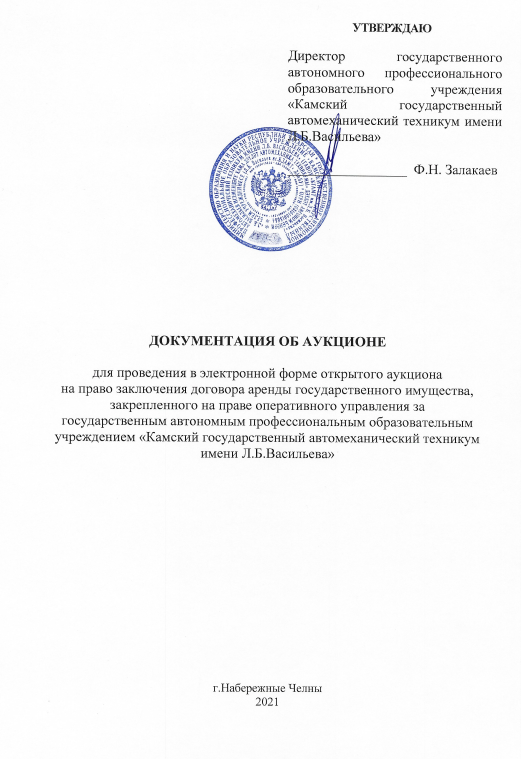 УТВЕРЖДАЮ
Директор государственного
автономного профессионального
образовательного учреждения
«Камский государственный
автомеханический техникум имени
Л.Б.Васильева»
Ф.Н. Залакаев
ДОКУМЕНТАЦИЯ ОБ АУКЦИОНЕ
для проведения в электронной форме открытого аукциона
на право заключения договора аренды государственного имущества,
закрепленного на праве оперативного управления за
государственным автономным профессиональным образовательным
учреждением «Камский государственный автомеханический техникум
имени Л.Б.Васильева»
г.Набережные Челны
2021